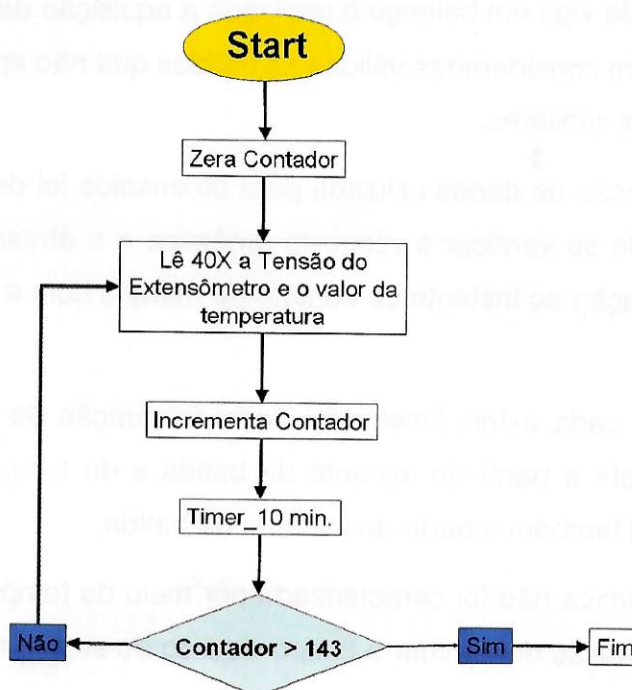 Start
Zera Contador
Lê 40X a Tensão do
Extensômetro e o valor da
temperatura
Incrementa Contador
Timer_10 min.
Não
Contador > 143
Sim
Fim